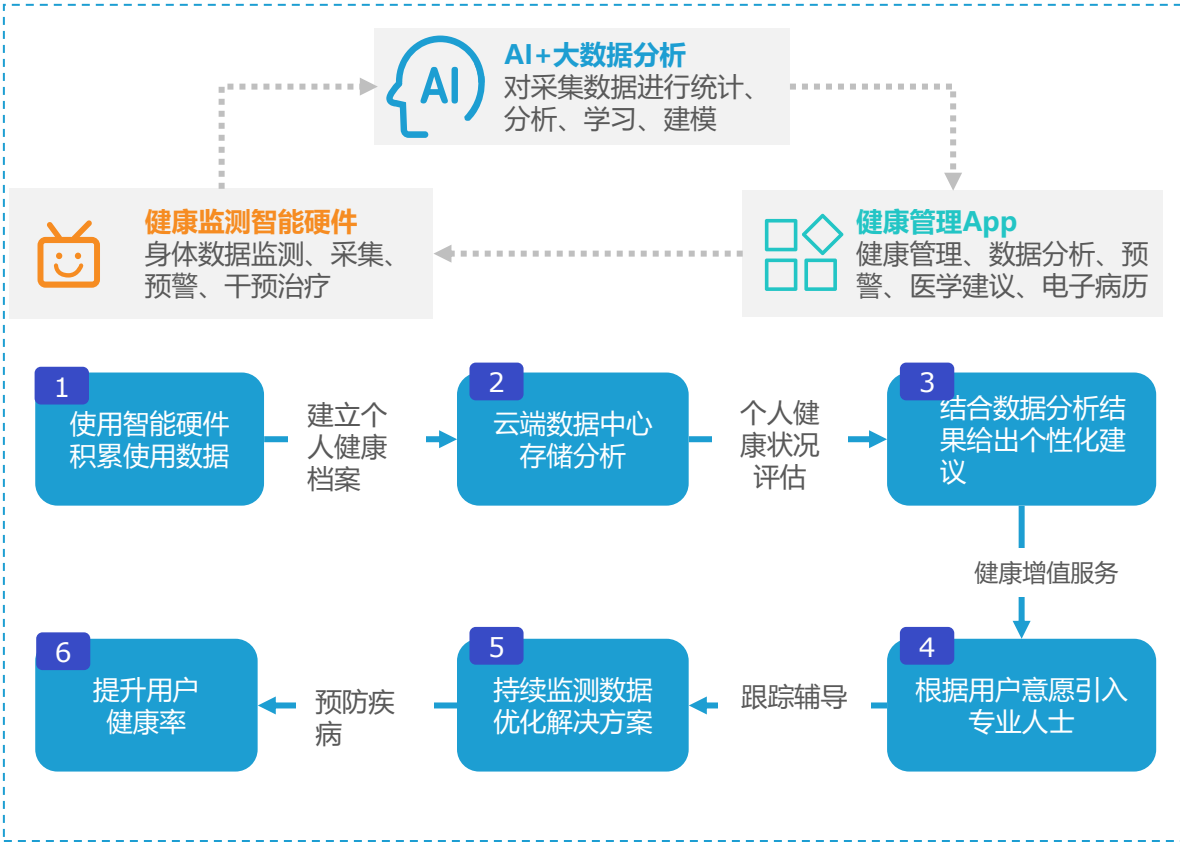 AI
AI+大数据分析
对采集数据进行统计、
分析、学习、建模
健康监测智能硬件
身体数据监测、采集、
预警、干预治疗
健康管理App
健康管理、数据分析、预
警、医学建议、电子病历
1
使用智能硬件
积累使用数据
建立个
人健康
档案
2
云端数据中心
存储分析
个人健
康状况
评估
3
结合数据分析结
果给出个性化建
议
健康增值服务
4
根据用户意愿引入
专业人士
跟踪辅导
5
持续监测数据
优化解决方案
预防疾
病
6
提升用户
健康率